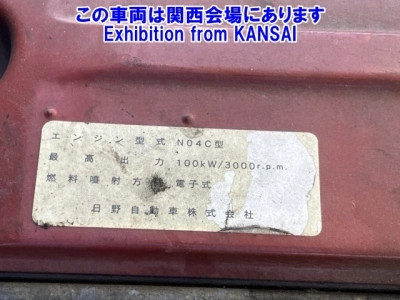 この車両は関西会場にあります
Exhibition from KANSAI
エンジン型式 N04C型
最高出力 100kW/3000r.p.m.
燃料噴射方 電子式
日野自動車株式会社